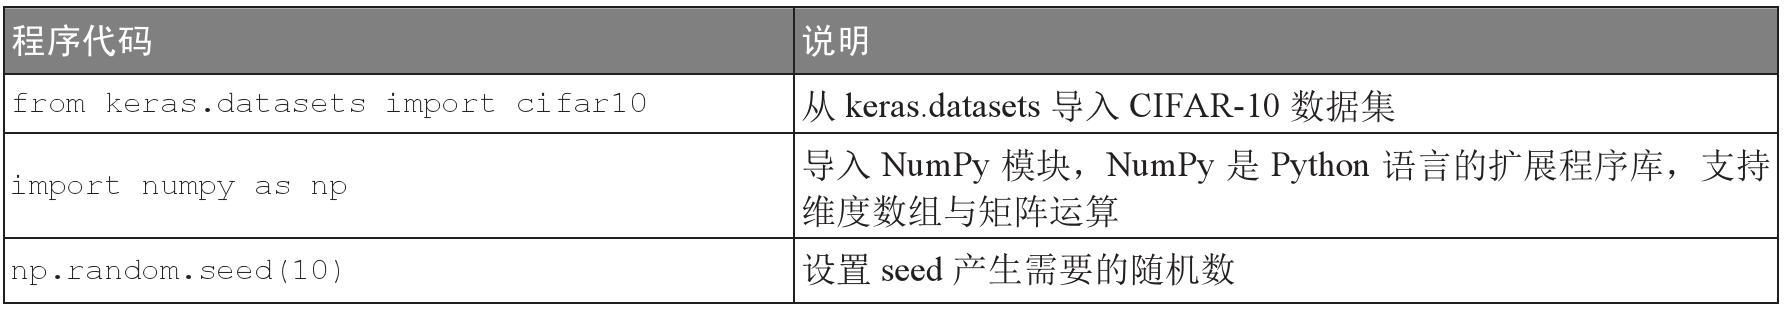 程序代码
说明
from keras.datasets import cifar10
从 keras.datasets 导入 CIFAR-10 数据集
import numpy as np
导入 NumPy 模块，NumPy 是 Python 语言的扩展程序库，支持
维度数组与矩阵运算
np.random.seed(10)
设置 seed 产生需要的随机数